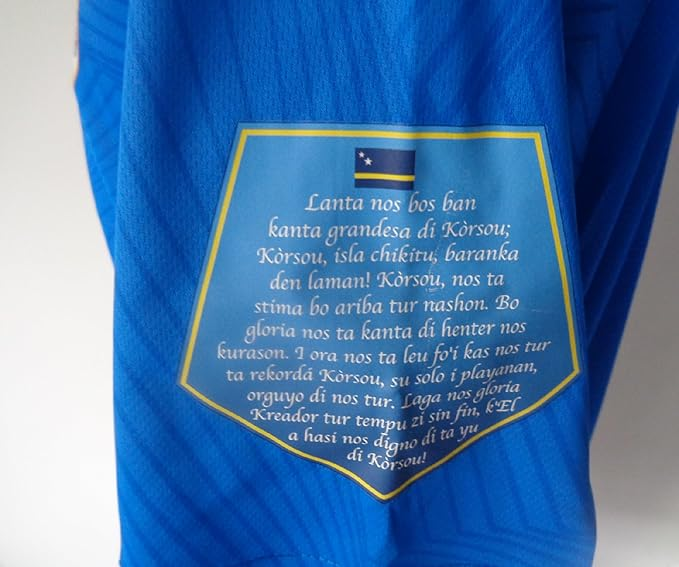 Lanta nos bos ban
kanta grandesa di Kòrsou;
Kòrsou, isla chikitu, baranka
den laman! Kòrsou, nos ta
stima bo ariba tur nashon. Bo
gloria nos ta kanta di henter nos
kurason. I ora nos ta leu fo'i kas nos tur
ta rekordá Kòrsou, su solo i playanan,
orguyo di nos tur. Laga nos gloria
Kreador tur tempu zi sin fin, k'El
a hasi nos digno di ta yu
di Kòrsou!